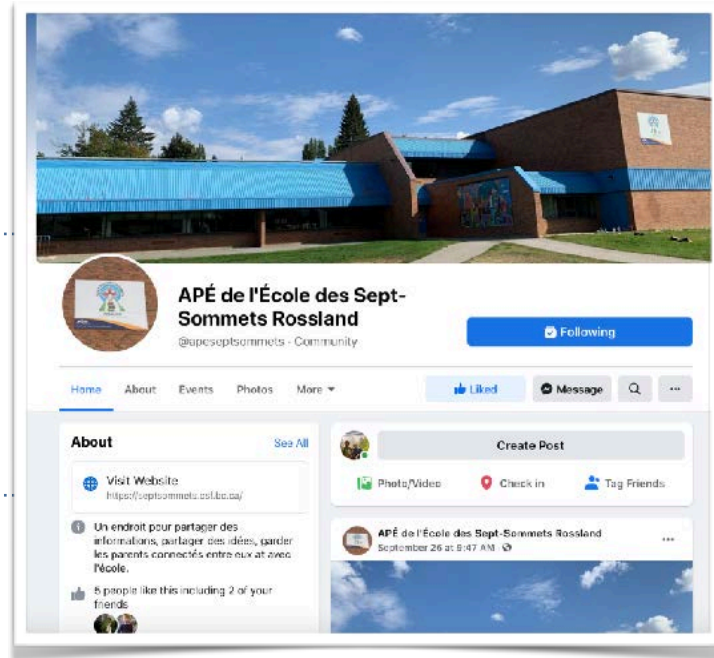 APÉ de l'École des Sept-
Sommets Rossland
@apeseptsommets · Community
Following
Home
About
Events
Photos
More
Liked
Message
About
See All
Visit Website
https://septsommets.csf.bc.ca/
Un endroit pour partager des
informations, partager des idées, garder
les parents connectés entre eux at avec
l'école.
5 people like this including 2 of your
friends
Create Post
Photo/Video
Check in
Tag Friends
APÉ de l'École des Sept-Sommets Rossland
September 26 at 9:47 AM ·